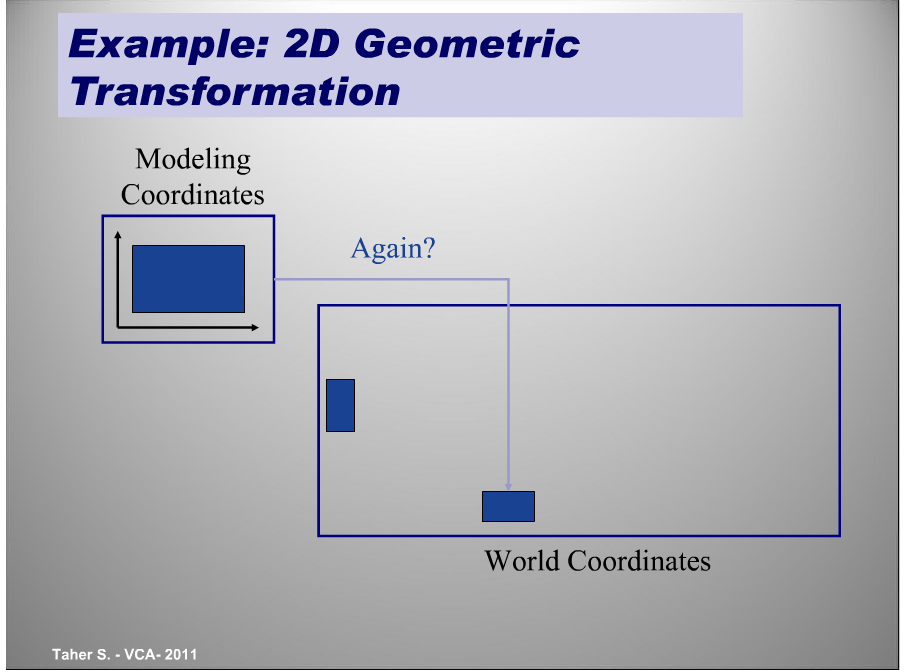 Example: 2D Geometric
Transformation
Modeling
Coordinates
Again?
World Coordinates
Taher S. - VCA- 2011